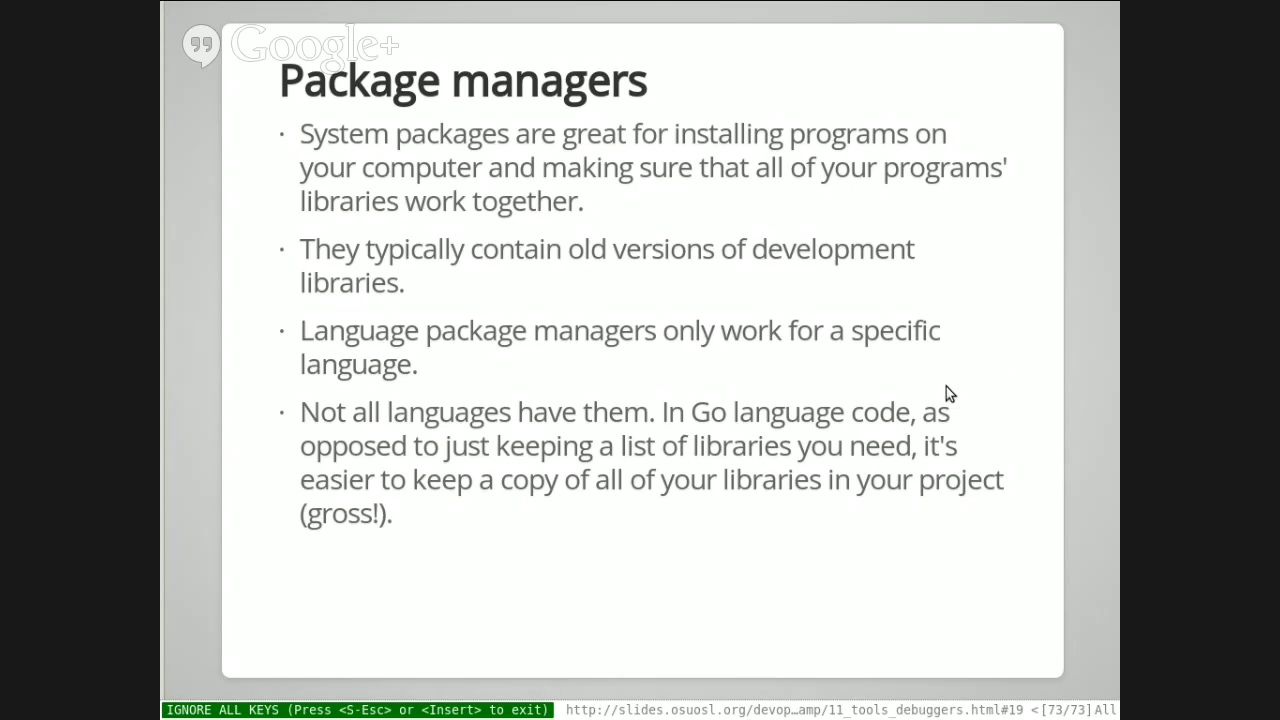 Google+
Package managers
· System packages are great for installing programs on
your computer and making sure that all of your programs'
libraries work together.
· They typically contain old versions of development
libraries.
· Language package managers only work for a specific
language.
· Not all languages have them. In Go language code, as
opposed to just keeping a list of libraries you need, it's
easier to keep a copy of all of your libraries in your project
(gross!).
IGNORE ALL KEYS (Press <S-Esc> or <Insert> to exit) http://slides.osuosl.org/devop…amp/11_tools_debuggers.html#19 <[73/73]All